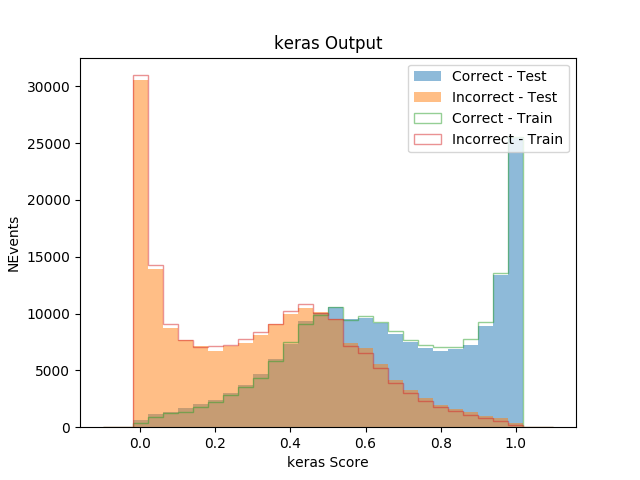 keras Output
Correct - Test
Incorrect - Test
Correct - Train
Incorrect - Train
NEvents
30000
25000
20000
15000
10000
5000
0
0.0 0.2 0.4 0.6 0.8 1.0
keras Score